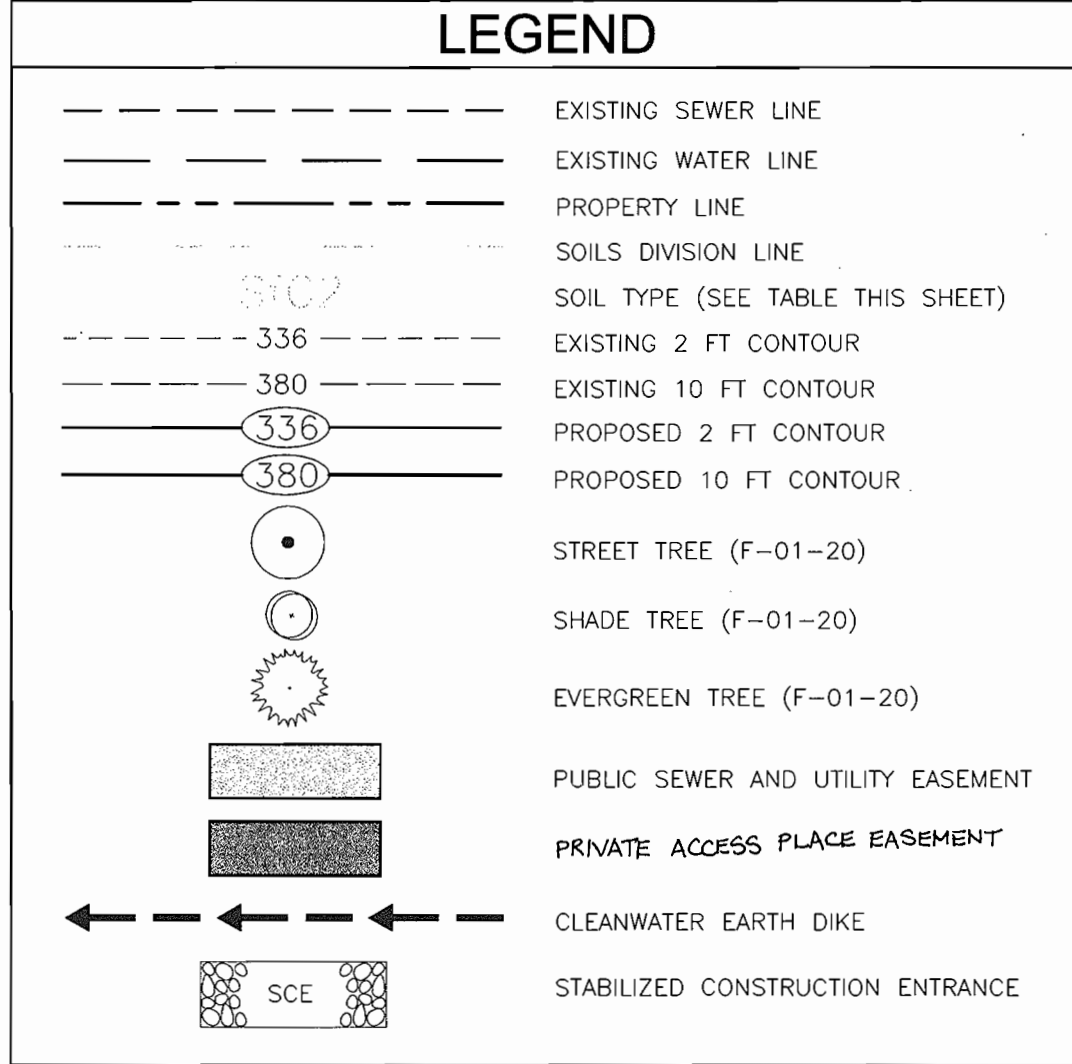 LEGEND
EXISTING SEWER LINE
EXISTING WATER LINE
PROPERTY LINE
SOILS DIVISION LINE
SOIL TYPE (SEE TABLE THIS SHEET)
336 EXISTING 2 FT CONTOUR
380 EXISTING 10 FT CONTOUR
336 PROPOSED 2 FT CONTOUR
380 PROPOSED 10 FT CONTOUR
STREET TREE (F-01-20)
SHADE TREE (F-01-20)
EVERGREEN TREE (F-01-20)
PUBLIC SEWER AND UTILITY EASEMENT
PRIVATE ACCESS PLACE EASEMENT
CLEANWATER EARTH DIKE
SCE STABILIZED CONSTRUCTION ENTRANCE